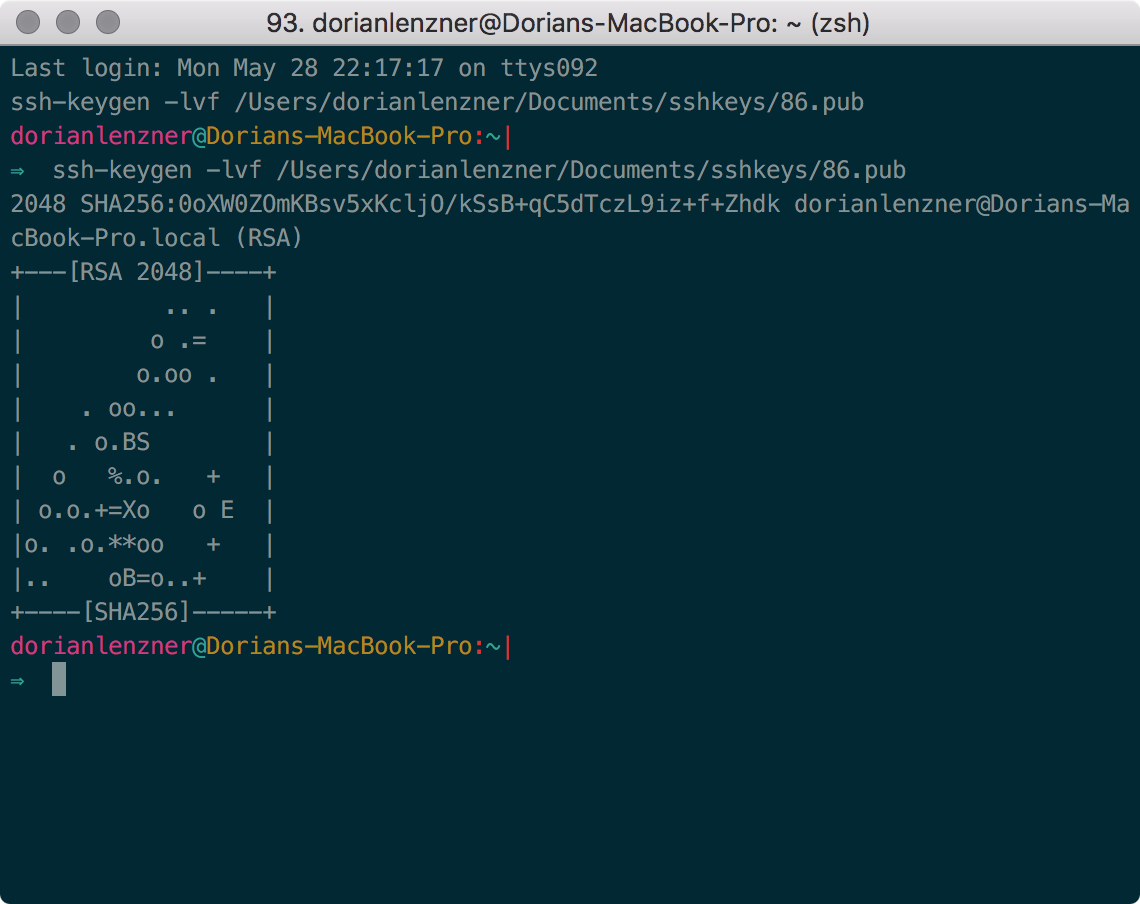 93. dorianlenzner@Dorians-MacBook-Pro: ~ (zsh)
Last login: Mon May 28 22:17:17 on ttys092
ssh-keygen -lvf /Users/dorianlenzner/Documents/sshkeys/86.pub
dorianlenzner@Dorians-MacBook-Pro:~|
⇒  ssh-keygen -lvf /Users/dorianlenzner/Documents/sshkeys/86.pub
2048 SHA256:0oXW0ZOmKBsv5xKcljO/kSsB+qC5dTczL9iz+f+Zhdk dorianlenzner@Dorians-Ma
cBook-Pro.local (RSA)
+---[RSA 2048]----+
|          .. .   |
|         o .=    |
|        o.oo .   |
|    . oo...      |
|   . o.BS        |
|  o   %.o.   +   |
| o.o.+=Xo   o E  |
|o. .o.**oo   +   |
|..    oB=o..+    |
+----[SHA256]-----+
dorianlenzner@Dorians-MacBook-Pro:~|
⇒